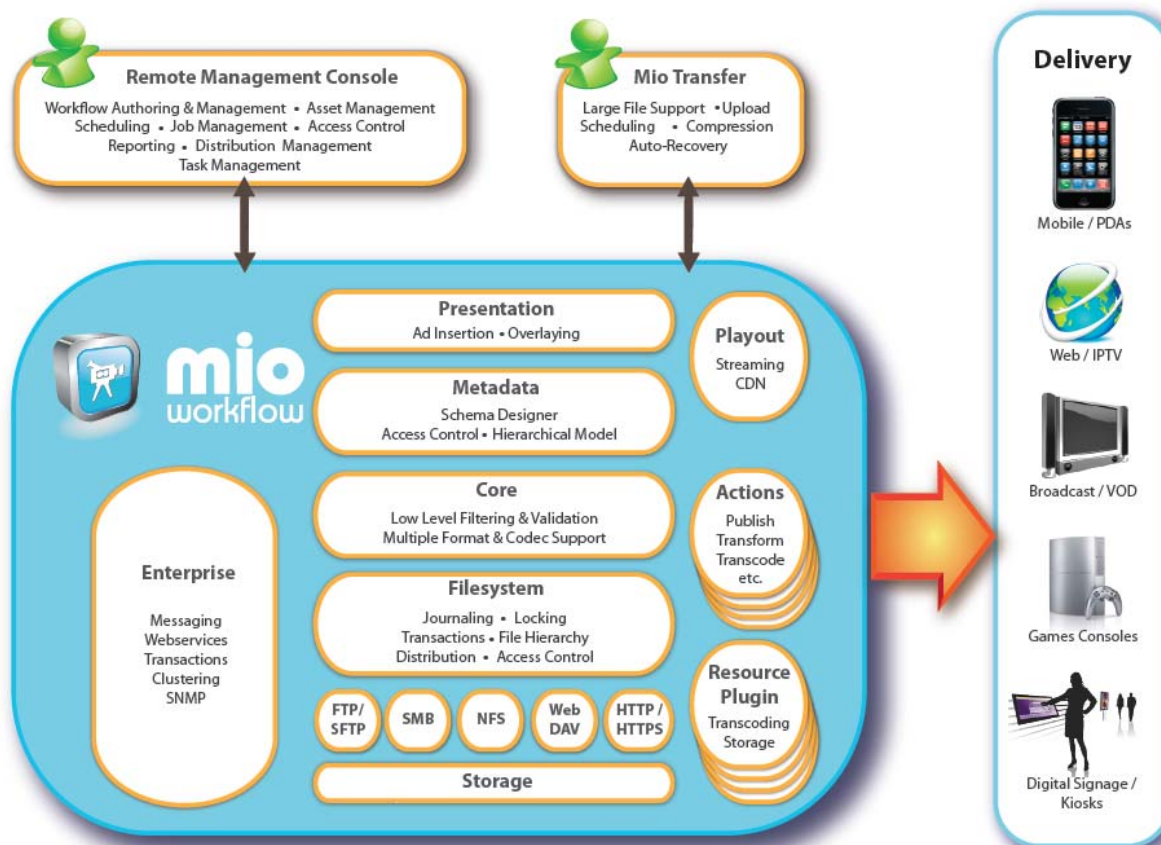 Remote Management Console
Workflow Authoring & Management • Asset Management
Scheduling • Job Management • Access Control
Reporting • Distribution Management
Task Management
Mio Transfer
Large File Support • Upload
Scheduling • Compression
Auto-Recovery
mio
workflow
Presentation
Ad Insertion • Overlaying
Metadata
Schema Designer
Access Control • Hierarchical Model
Core
Low Level Filtering & Validation
Multiple Format & Codec Support
Filesystem
Journaling • Locking
Transactions • File Hierarchy
Distribution • Access Control
FTP/
SFTP
SMB
NFS
Web
DAV
HTTP /
HTTPS
Storage
Enterprise
Messaging
Webservices
Transactions
Clustering
SNMP
Playout
Streaming
CDN
Actions
Publish
Transform
Transcode
etc.
Resource
Plugin
Transcoding
Storage
Delivery
Mobile / PDAs
Web / IPTV
Broadcast / VOD
Games Consoles
Digital Signage /
Kiosks